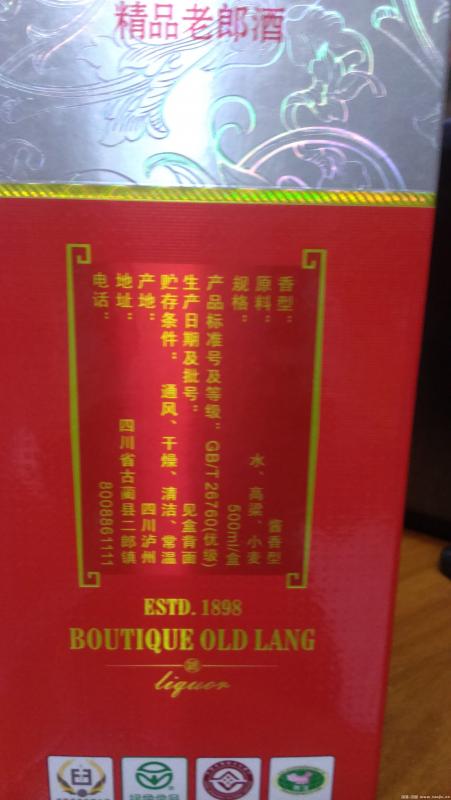 精品老郎酒
香型： 酱香型
原料： 水、高粱、小麦
规格： 500ml/盒
产品标准号及等级：GB/T 26760(优级)
生产日期及批号： 见盒背面
贮存条件： 通风、干燥、清洁、常温
产地： 四川泸州
地址： 四川省古蔺县二郎镇
电话： 8008861111
ESTD. 1898
BOUTIQUE OLD LANG
liquor